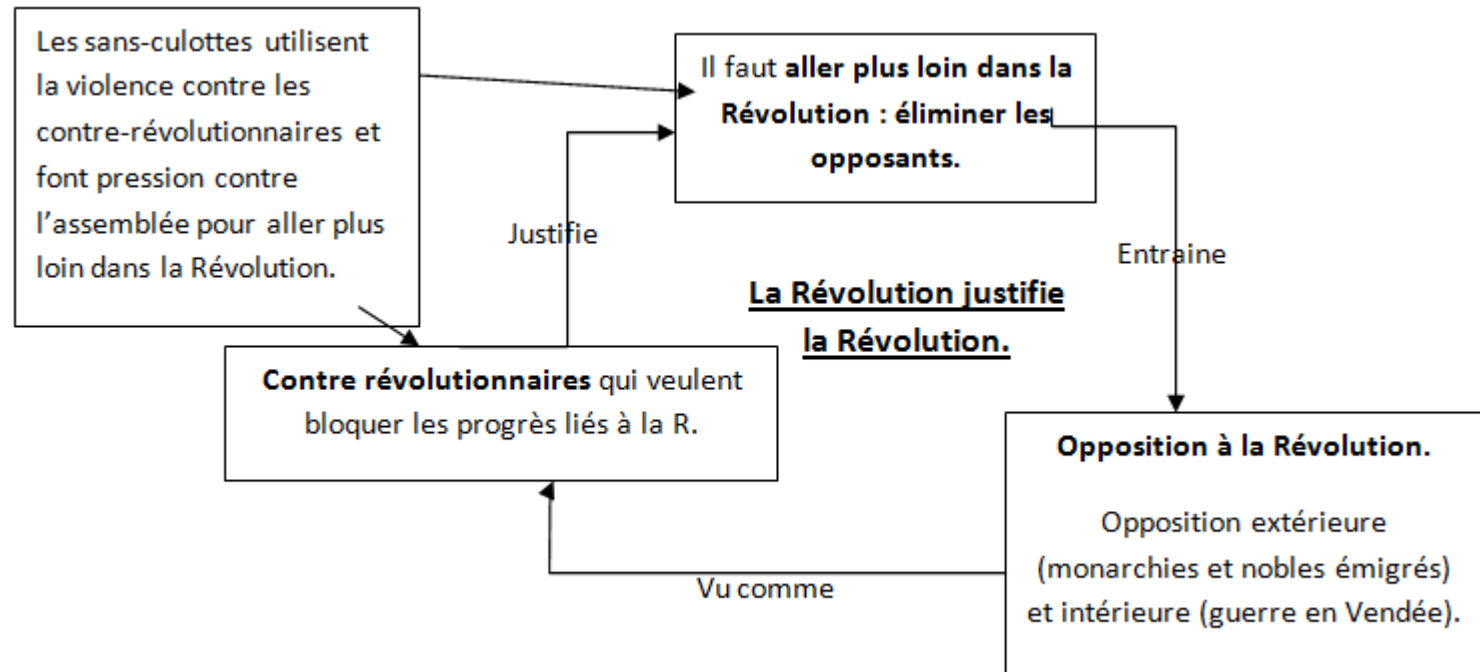 Les sans-culottes utilisent
la violence contre les
contre-révolutionnaires et
font pression contre
l'assemblée pour aller plus
loin dans la Révolution.
Il faut aller plus loin dans la
Révolution : éliminer les
opposants.
Justifie
Entraine
La Révolution justifie
la Révolution.
Contre révolutionnaires qui veulent
bloquer les progrès liés à la R.
Opposition à la Révolution.
Opposition extérieure
(monarchies et nobles émigrés)
et intérieure (guerre en Vendée).
Vu comme